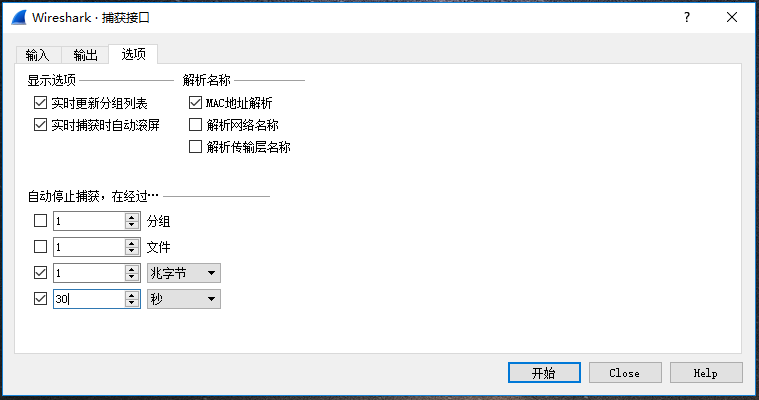 Wireshark · 捕获接口
输入 输出 选项
显示选项 解析名称
实时更新分组列表 MAC地址解析
实时捕获时自动滚屏 解析网络名称
解析传输层名称
自动停止捕获，在经过…
1 分组
1 文件
1 兆字节
30 秒
开始 Close Help